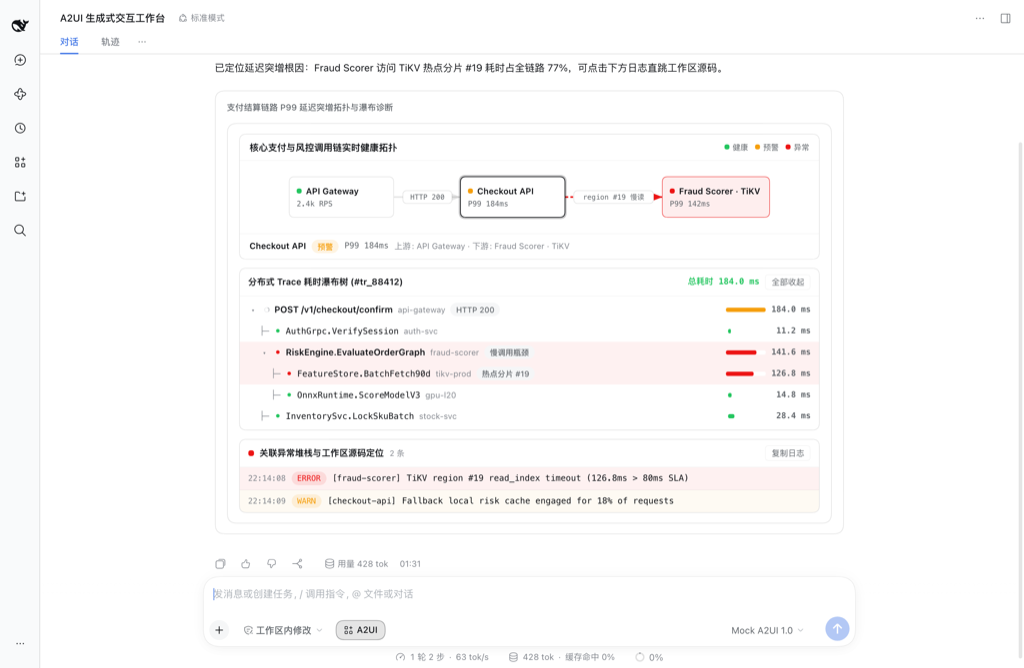 A2UI 生成式交互工作台 标准模式
对话 轨迹
已定位延迟突增根因：Fraud Scorer 访问 TiKV 热点分片 #19 耗时占全链路 77%，可点击下方日志直跳工作区源码。
支付结算链路 P99 延迟突增拓扑与瀑布诊断
核心支付与风控调用链实时健康拓扑 健康 预警 异常
API Gateway
2.4k RPS
HTTP 200
Checkout API
P99 184ms
region #19 慢读
Fraud Scorer · TiKV
P99 142ms
Checkout API 预警 P99 184ms 上游: API Gateway · 下游: Fraud Scorer · TiKV
分布式 Trace 耗时瀑布树 (#tr_88412) 总耗时 184.0 ms 全部收起
POST /v1/checkout/confirm api-gateway HTTP 200 184.0 ms
AuthGrpc.VerifySession auth-svc 11.2 ms
RiskEngine.EvaluateOrderGraph fraud-scorer 慢调用瓶颈 141.6 ms
FeatureStore.BatchFetch90d tikv-prod 热点分片 #19 126.8 ms
OnnxRuntime.ScoreModelV3 gpu-l20 14.8 ms
InventorySvc.LockSkuBatch stock-svc 28.4 ms
关联异常堆栈与工作区源码定位 2 条 复制日志
22:14:08 ERROR [fraud-scorer] TiKV region #19 read_index timeout (126.8ms > 80ms SLA)
22:14:09 WARN [checkout-api] Fallback local risk cache engaged for 18% of requests
用量 428 tok 01:31
发消息或创建任务, / 调用指令, @ 文件或对话
工作区内修改 A2UI Mock A2UI 1.0
1 轮 2 步 · 63 tok/s 428 tok · 缓存命中 0% 0%